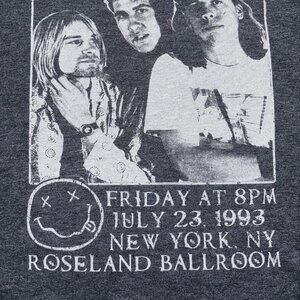 FRIDAY AT 8PM
JULY 23, 1993
NEW YORK, NY
ROSELAND BALLROOM